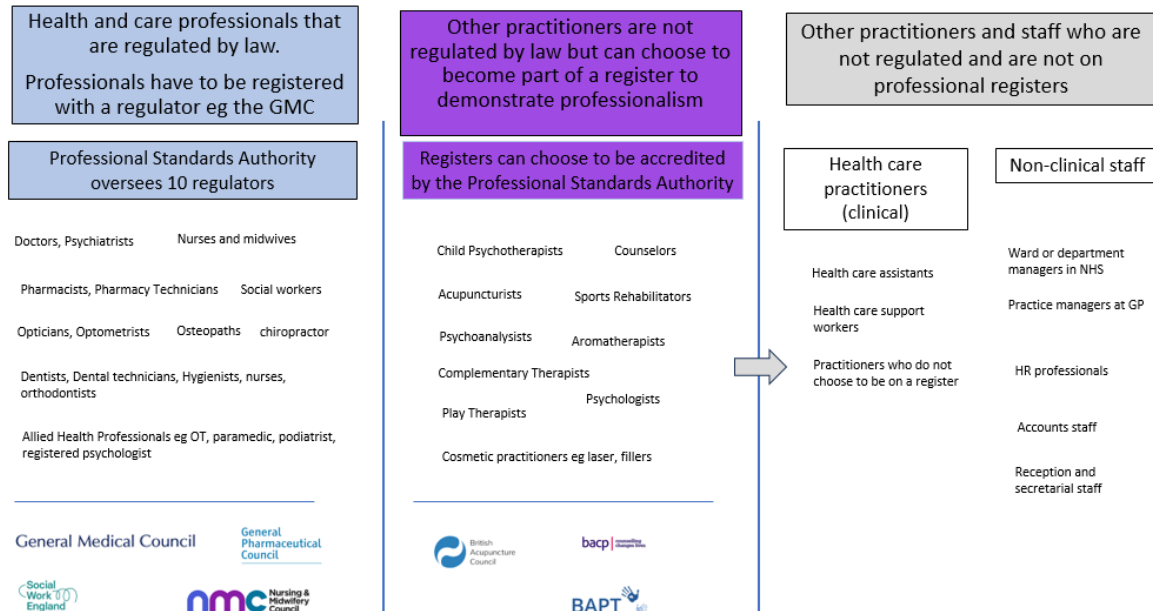 Health and care professionals that
are regulated by law.
Professionals have to be registered
with a regulator eg the GMC
Professional Standards Authority
oversees 10 regulators
Doctors, Psychiatrists
Nurses and midwives
Pharmacists, Pharmacy Technicians
Social workers
Opticians, Optometrists
Osteopaths
chiropractor
Dentists, Dental technicians, Hygienists, nurses,
orthodontists
Allied Health Professionals eg OT, paramedic, podiatrist,
registered psychologist
General Medical Council
General
Pharmaceutical
Council
Social
Work
England
nmc
Nursing &
Midwifery
Council
Other practitioners are not
regulated by law but can choose to
become part of a register to
demonstrate professionalism
Registers can choose to be accredited
by the Professional Standards Authority
Child Psychotherapists
Counselors
Acupuncturists
Sports Rehabilitators
Psychoanalysists
Aromatherapists
Complementary Therapists
Psychologists
Play Therapists
Cosmetic practitioners eg laser, fillers
British
Acupuncture
Council
bacp
counselling
changes lives
BAPT
Other practitioners and staff who are
not regulated and are not on
professional registers
Health care
practitioners
(clinical)
Health care assistants
Health care support
workers
Practitioners who do not
choose to be on a register
Non-clinical staff
Ward or department
managers in NHS
Practice managers at GP
HR professionals
Accounts staff
Reception and
secretarial staff